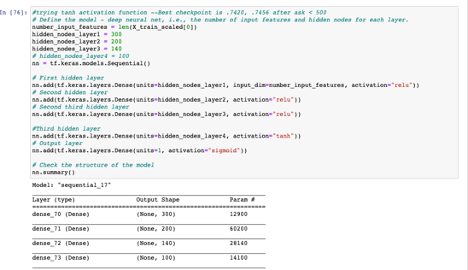 In [76]: #trying tanh activation function --Best checkpoint is .7420, .7456 after ask < 500
# Define the model - deep neural net, i.e., the number of input features and hidden nodes for each layer.
number_input_features = len(X_train_scaled[0])
hidden_nodes_layer1 = 300
hidden_nodes_layer2 = 200
hidden_nodes_layer3 = 140
# hidden_nodes_layer4 = 100
nn = tf.keras.models.Sequential()
# First hidden layer
nn.add(tf.keras.layers.Dense(units=hidden_nodes_layer1, input_dim=number_input_features, activation="relu"))
# Second hidden layer
nn.add(tf.keras.layers.Dense(units=hidden_nodes_layer2, activation="relu"))
# Second third hidden layer
nn.add(tf.keras.layers.Dense(units=hidden_nodes_layer3, activation="relu"))
#Third hidden layer
nn.add(tf.keras.layers.Dense(units=hidden_nodes_layer4, activation="tanh"))
# Output layer
nn.add(tf.keras.layers.Dense(units=1, activation="sigmoid"))
# Check the structure of the model
nn.summary()
Model: "sequential_17"
Layer (type) Output Shape Param #
dense_70 (Dense) (None, 300) 12900
dense_71 (Dense) (None, 200) 60200
dense_72 (Dense) (None, 140) 28140
dense_73 (Dense) (None, 100) 14100